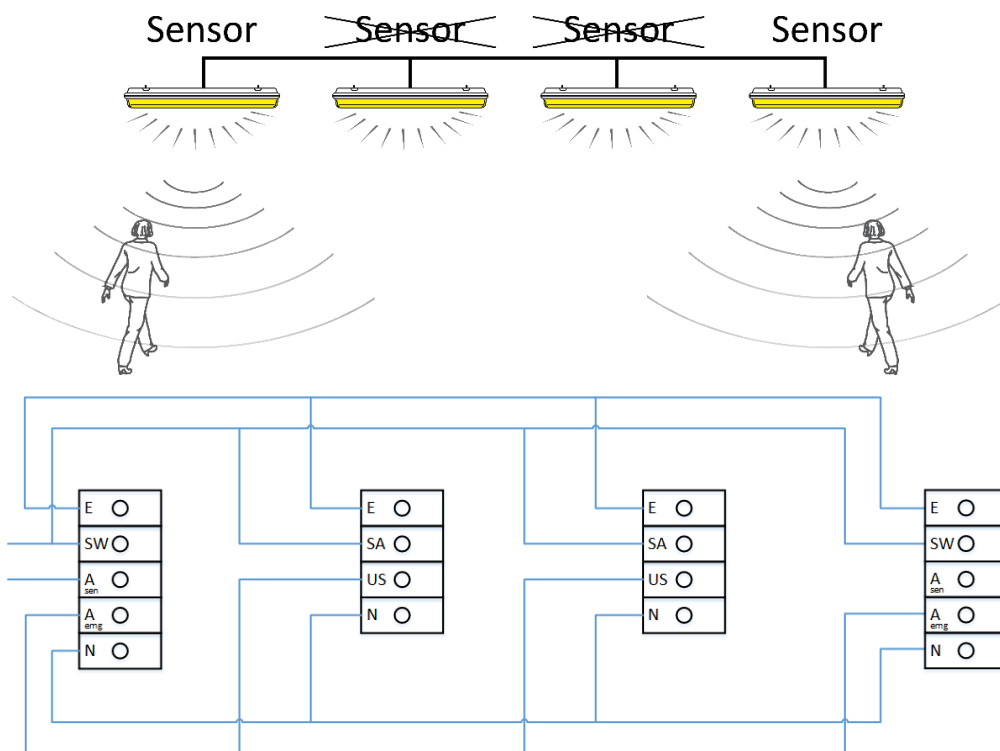 Sensor Sensor Sensor Sensor
E E E E
SW SA SA SW
A sen US US A sen
A emg N N A emg
N N